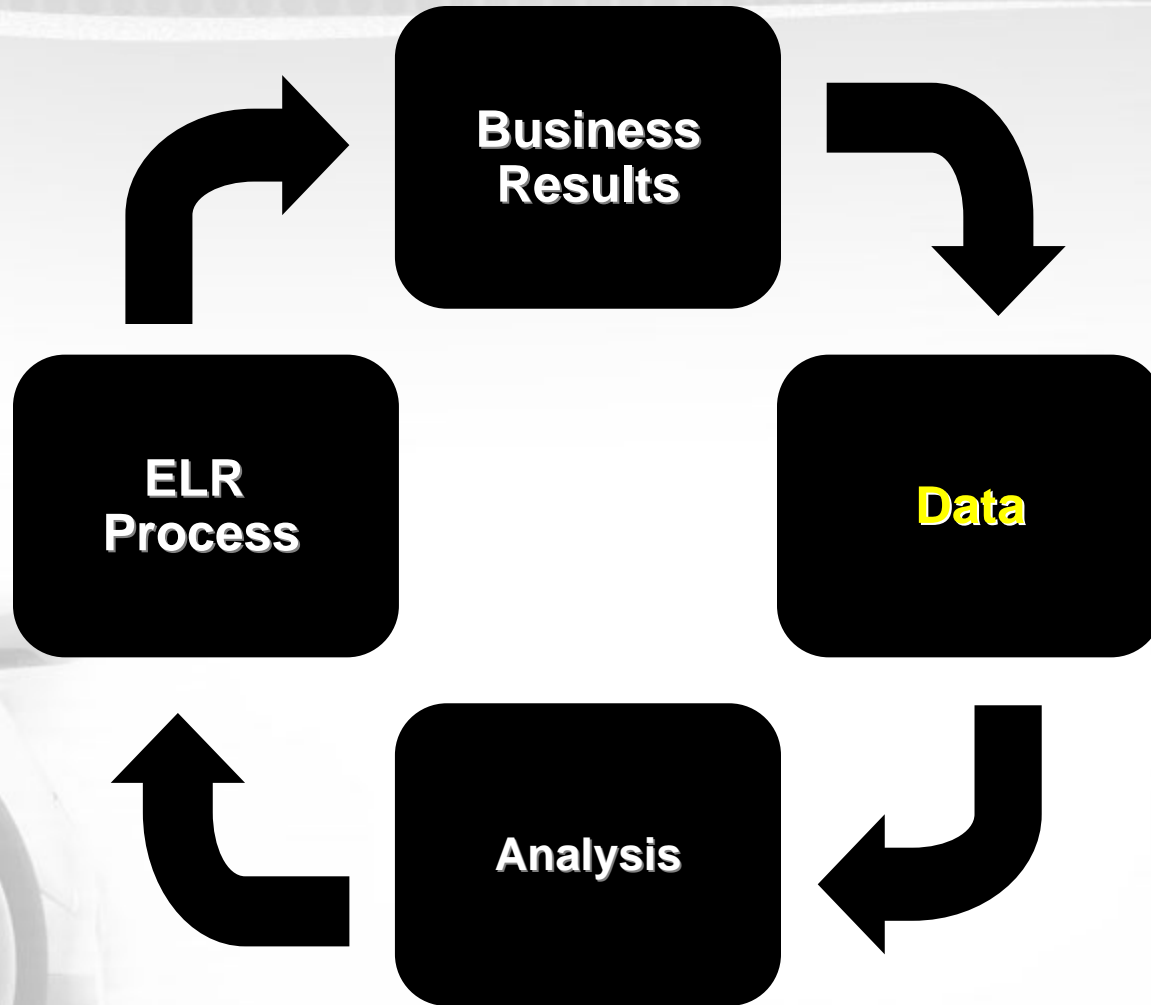 Business
Results
ELR
Process
Data
Analysis